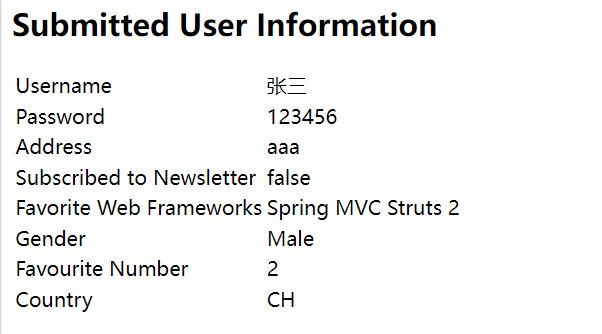 Submitted User Information
Username 张三
Password 123456
Address aaa
Subscribed to Newsletter false
Favorite Web Frameworks Spring MVC Struts 2
Gender Male
Favourite Number 2
Country CH